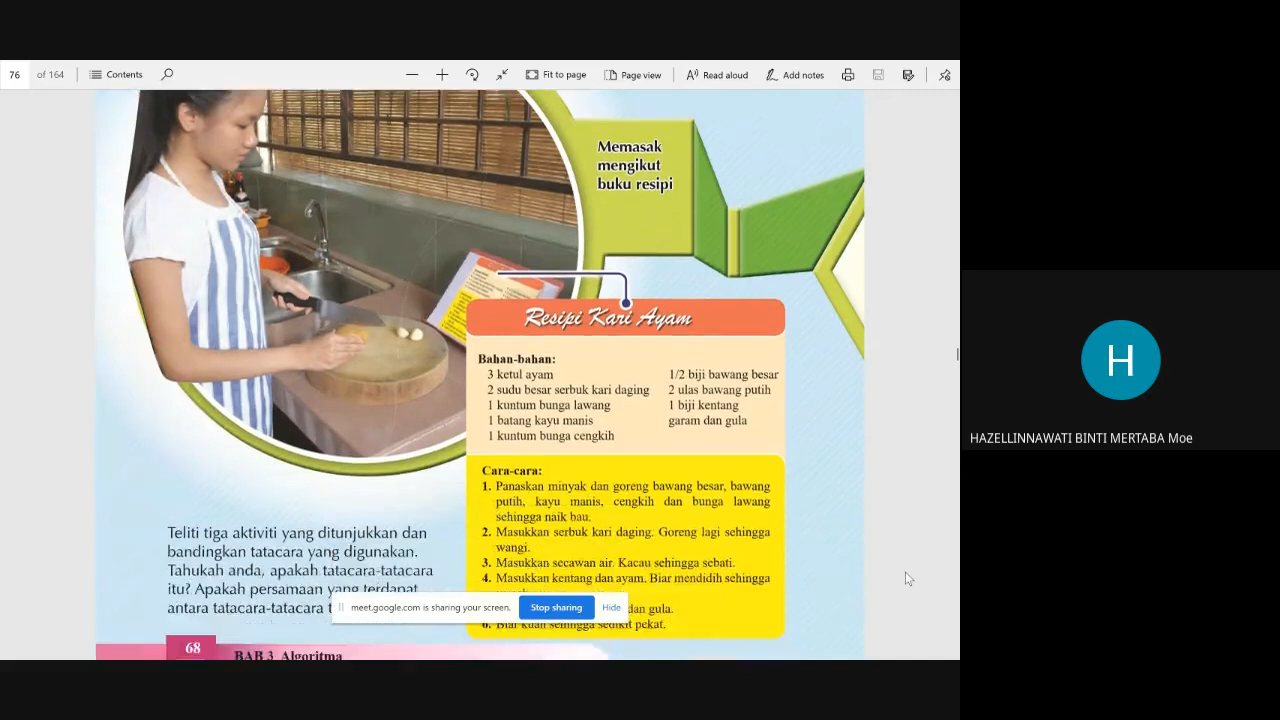 76 of 164 Contents Fit to page Page view Read aloud Add notes
Memasak
mengikut
buku resipi
Resipi Kari Ayam
Bahan-bahan:
3 ketul ayam
2 sudu besar serbuk kari daging
1 kuntum bunga lawang
1 batang kayu manis
1 kuntum bunga cengkih
1/2 biji bawang besar
2 ulas bawang putih
1 biji kentang
garam dan gula
Cara-cara:
1. Panaskan minyak dan goreng bawang besar, bawang
putih, kayu manis, cengkih dan bunga lawang
sehingga naik bau.
2. Masukkan serbuk kari daging. Goreng lagi sehingga
wangi.
3. Masukkan secawan air. Kacau sehingga sebati.
4. Masukkan kentang dan ayam. Biar mendidih sehingga
dan gula.
6. Biar kuah sehingga sedikit pekat.
Teliti tiga aktiviti yang ditunjukkan dan
bandingkan tatacara yang digunakan.
Tahukah anda, apakah tatacara-tatacara
itu? Apakah persamaan yang terdapat
antara tatacara-tatacara
meet.google.com is sharing your screen. Stop sharing Hide
68 BAB 3 Algoritma
H
HAZELLINNAWATI BINTI MERTABA Moe